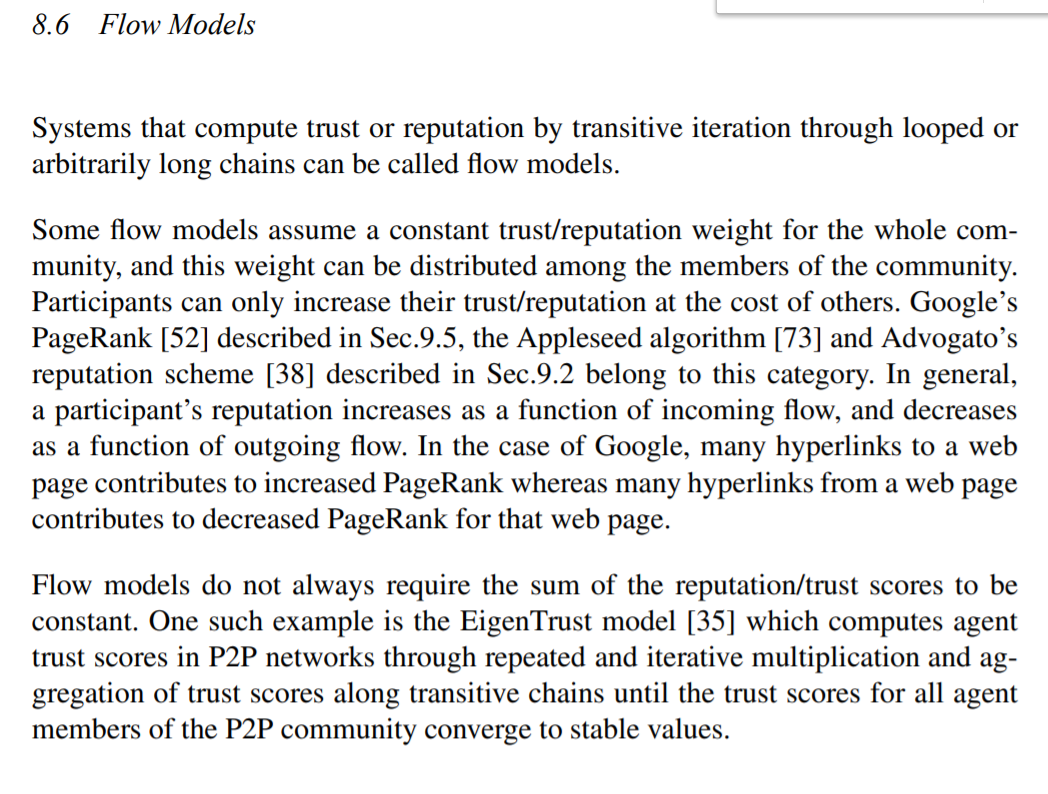 8.6 Flow Models
Systems that compute trust or reputation by transitive iteration through looped or
arbitrarily long chains can be called flow models.
Some flow models assume a constant trust/reputation weight for the whole com-
munity, and this weight can be distributed among the members of the community.
Participants can only increase their trust/reputation at the cost of others. Google’s
PageRank [52] described in Sec.9.5, the Appleseed algorithm [73] and Advogato’s
reputation scheme [38] described in Sec.9.2 belong to this category. In general,
a participant’s reputation increases as a function of incoming flow, and decreases
as a function of outgoing flow. In the case of Google, many hyperlinks to a web
page contributes to increased PageRank whereas many hyperlinks from a web page
contributes to decreased PageRank for that web page.
Flow models do not always require the sum of the reputation/trust scores to be
constant. One such example is the EigenTrust model [35] which computes agent
trust scores in P2P networks through repeated and iterative multiplication and ag-
gregation of trust scores along transitive chains until the trust scores for all agent
members of the P2P community converge to stable values.